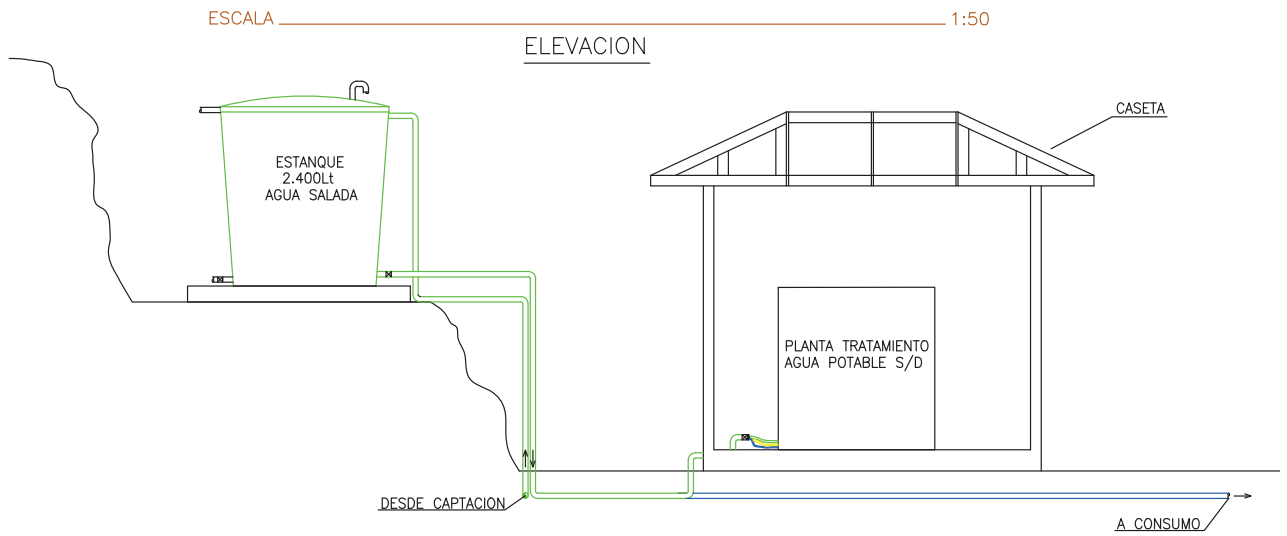 ESCALA 1:50
ELEVACION
CASETA
ESTANQUE
2.400Lt
AGUA SALADA
PLANTA TRATAMIENTO
AGUA POTABLE S/D
DESDE CAPTACION
A CONSUMO